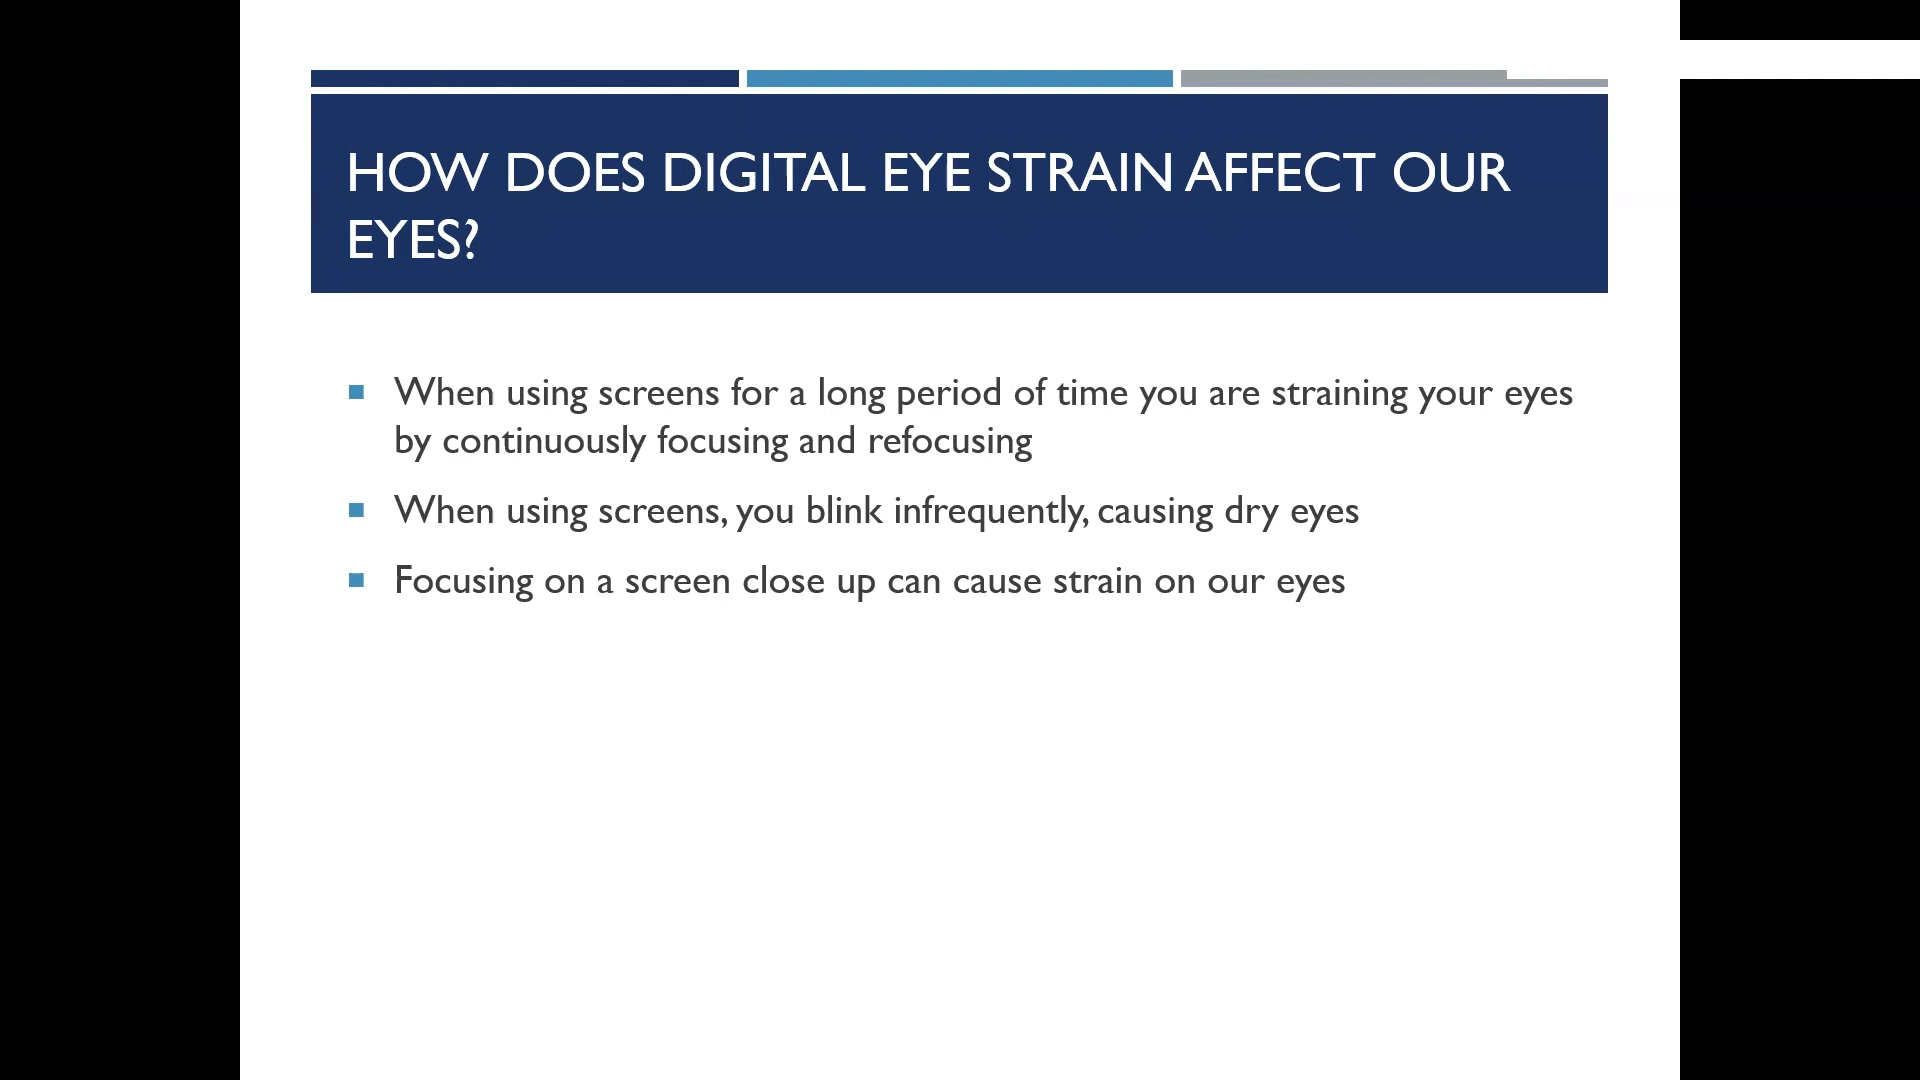 HOW DOES DIGITAL EYE STRAIN AFFECT OUR
EYES?
When using screens for a long period of time you are straining your eyes
by continuously focusing and refocusing
When using screens, you blink infrequently, causing dry eyes
Focusing on a screen close up can cause strain on our eyes